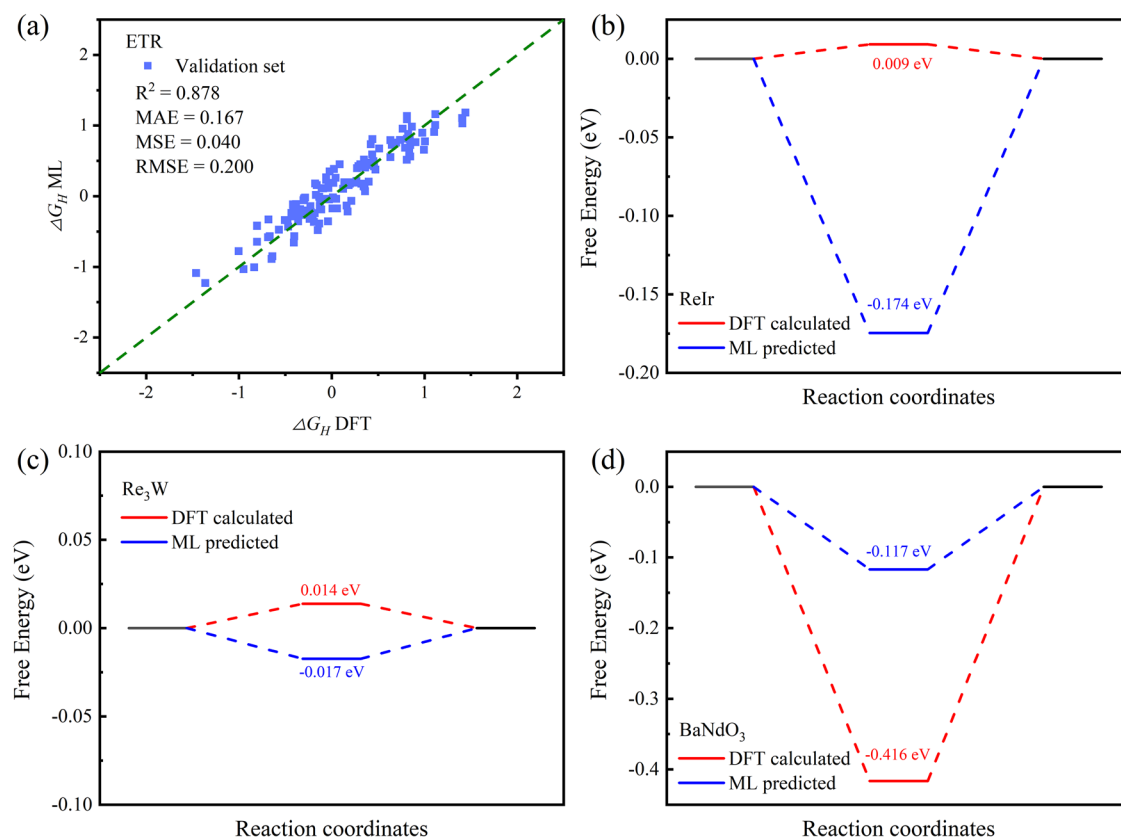 (a)
ETR
Validation set
R² = 0.878
MAE = 0.167
MSE = 0.040
RMSE = 0.200
2
1
0
-1
-2
ΔG_H ML
-2 -1 0 1 2
ΔG_H DFT
(b)
0.00
-0.05
-0.10
-0.15
-0.20
Free Energy (eV)
0.009 eV
-0.174 eV
ReIr
DFT calculated
ML predicted
Reaction coordinates
(c)
0.10
0.05
0.00
-0.05
-0.10
Free Energy (eV)
Re₃W
DFT calculated
ML predicted
0.014 eV
-0.017 eV
Reaction coordinates
(d)
0.0
-0.1
-0.2
-0.3
-0.4
Free Energy (eV)
-0.117 eV
-0.416 eV
BaNdO₃
DFT calculated
ML predicted
Reaction coordinates